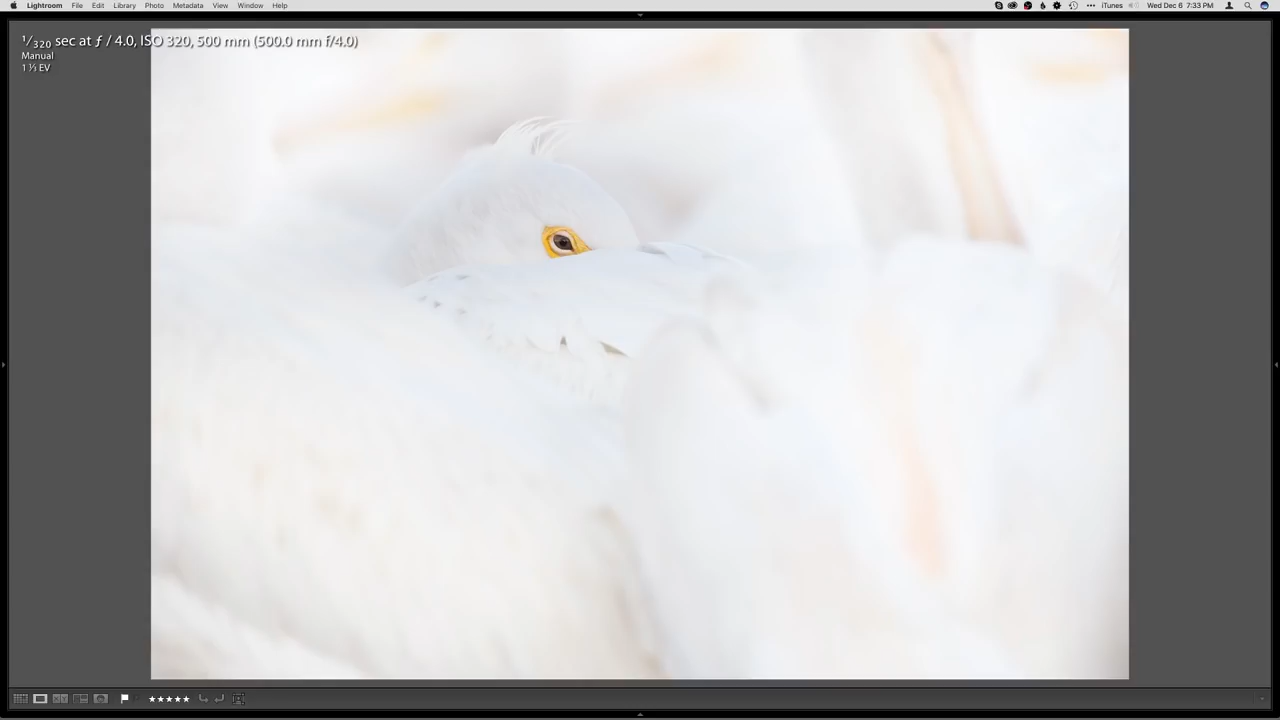 Lightroom File Edit Library Photo Metadata View Window Help iTunes Wed Dec 6 7:33 PM
1/320 sec at ƒ / 4.0, ISO 320, 500 mm (500.0 mm f/4.0)
Manual
1 ⅓ EV